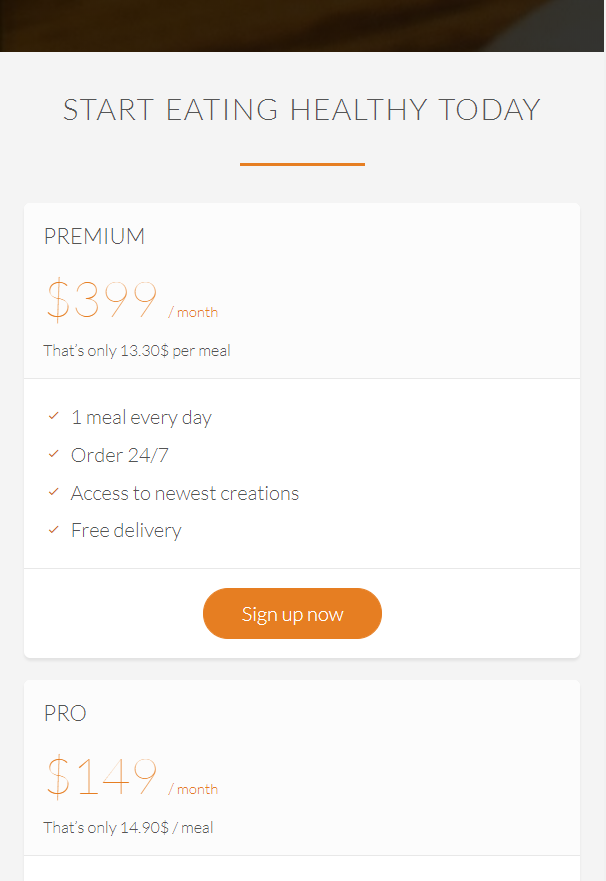 START EATING HEALTHY TODAY
PREMIUM
$399 / month
That's only 13.30$ per meal
1 meal every day
Order 24/7
Access to newest creations
Free delivery
Sign up now
PRO
$149 / month
That's only 14.90$ / meal